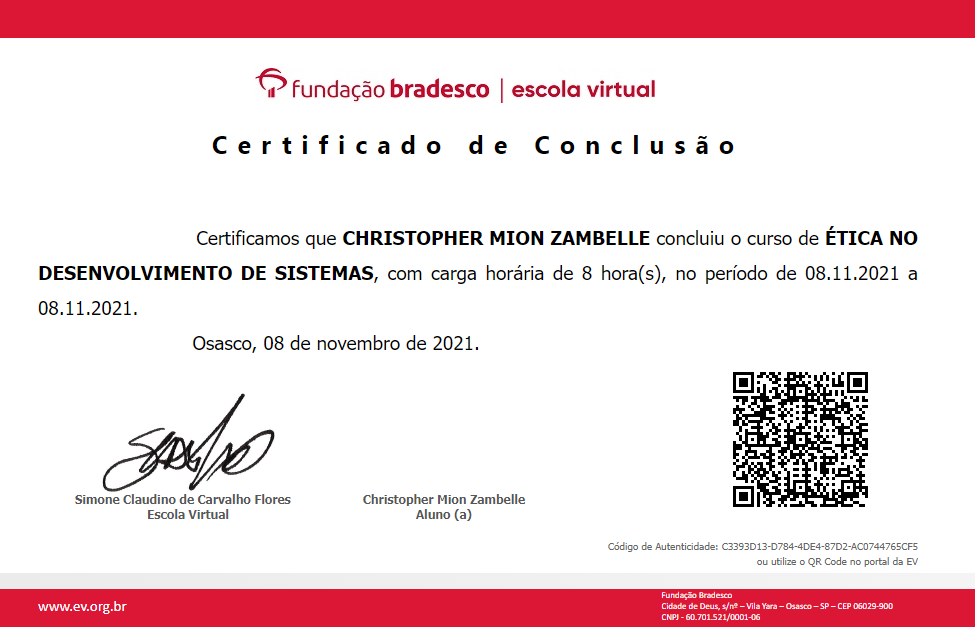 fundação bradesco | escola virtual
Certificado de Conclusão
Certificamos que CHRISTOPHER MION ZAMBELLE concluiu o curso de ÉTICA NO
DESENVOLVIMENTO DE SISTEMAS, com carga horária de 8 hora(s), no período de 08.11.2021 a
08.11.2021.
Osasco, 08 de novembro de 2021.
Simone Claudino de Carvalho Flores
Escola Virtual
Christopher Mion Zambelle
Aluno (a)
Código de Autenticidade: C3393D13-D784-4DE4-87D2-AC0744765CF5
ou utilize o QR Code no portal da EV
www.ev.org.br
Fundação Bradesco
Cidade de Deus, s/nº – Vila Yara – Osasco – SP – CEP 06029-900
CNPJ - 60.701.521/0001-06